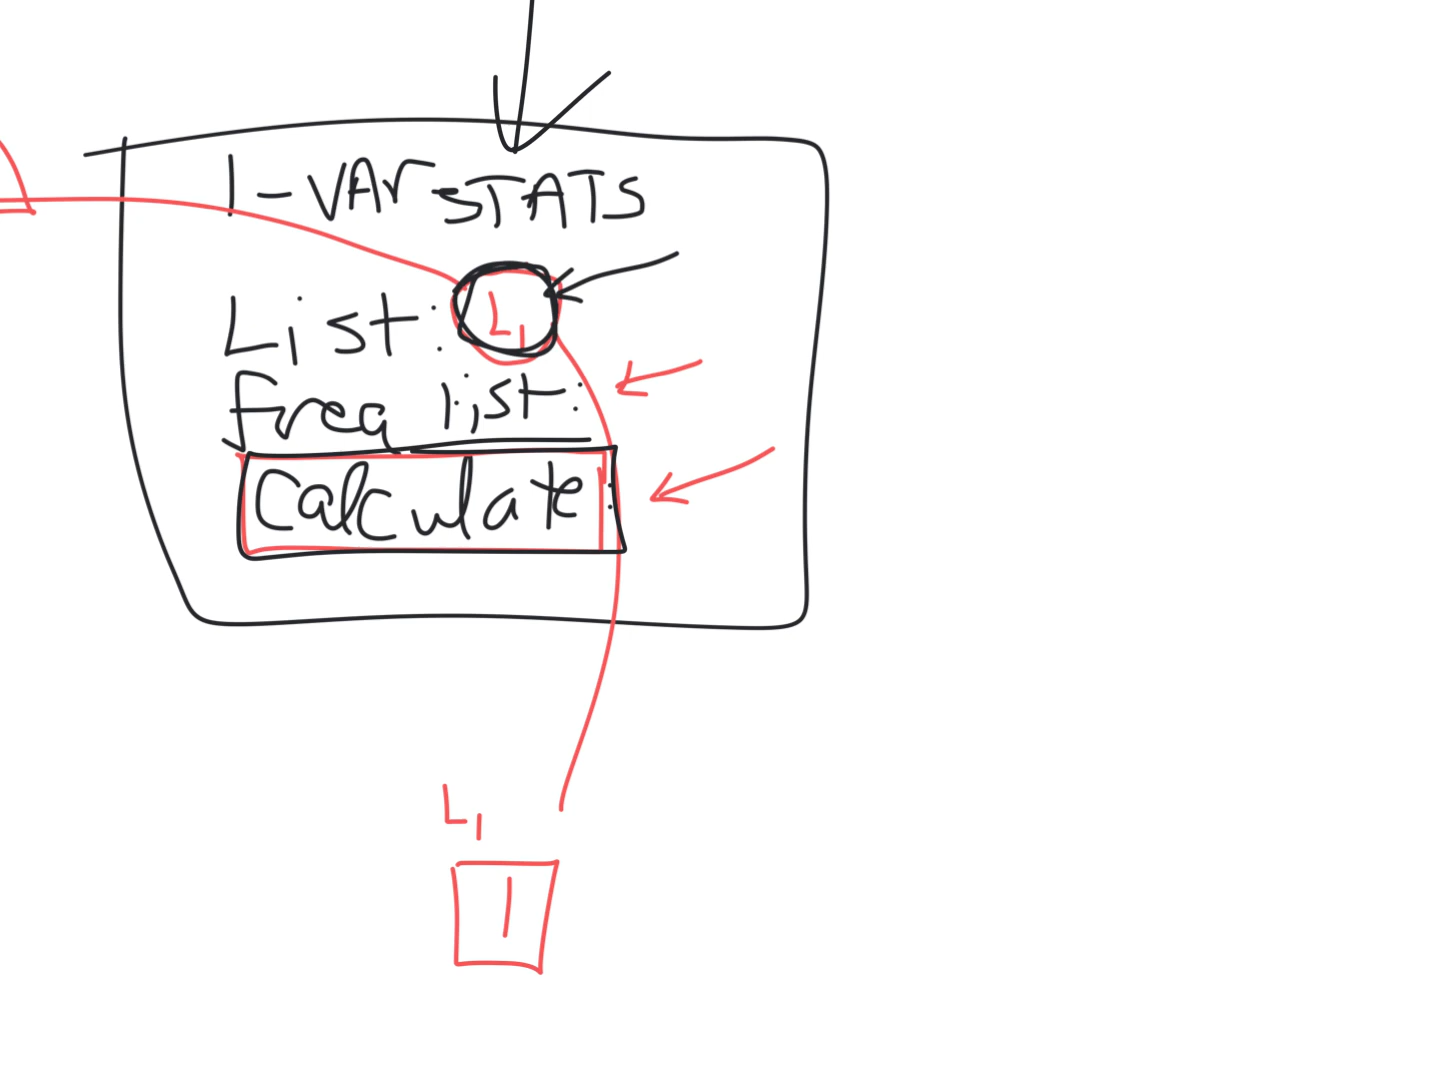 1-VAR-STATS
List: L1
freq list:
Calculate:
L1
1